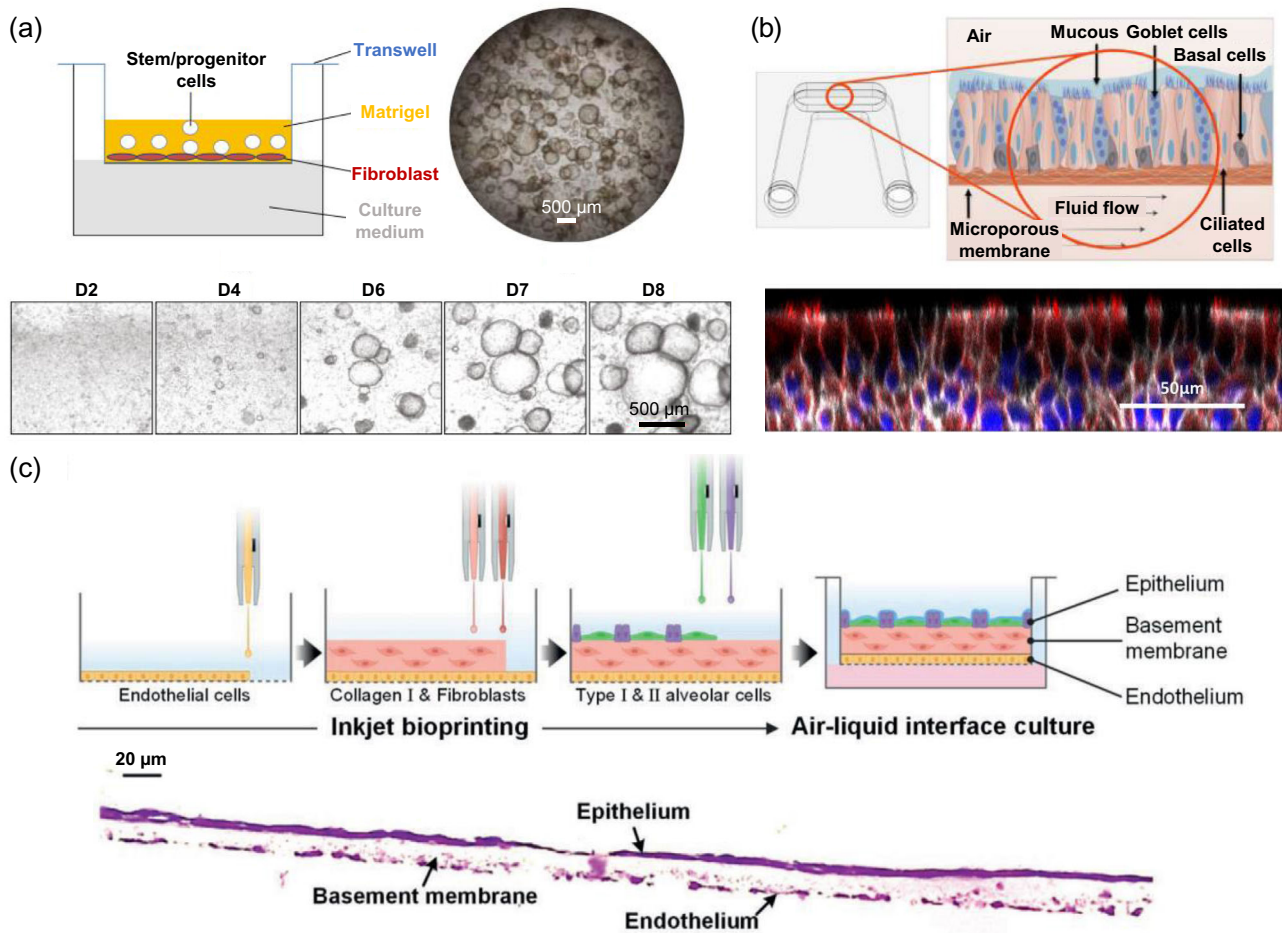 (a)
Stem/progenitor
cells
Transwell
Matrigel
Fibroblast
Culture
medium
500 µm
D2
D4
D6
D7
D8
500 µm
(b)
Air
Mucous
Goblet cells
Basal cells
Fluid flow
Microporous
membrane
Ciliated
cells
50µm
(c)
Endothelial cells
Collagen I & Fibroblasts
Type I & II alveolar cells
Epithelium
Basement
membrane
Endothelium
Inkjet bioprinting
Air-liquid interface culture
20 µm
Epithelium
Basement membrane
Endothelium